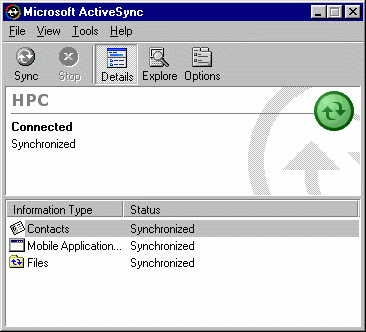 Microsoft ActiveSync
File View Tools Help
Sync Stop Details Explore Options
HPC
Connected
Synchronized
Information Type Status
Contacts Synchronized
Mobile Application... Synchronized
Files Synchronized